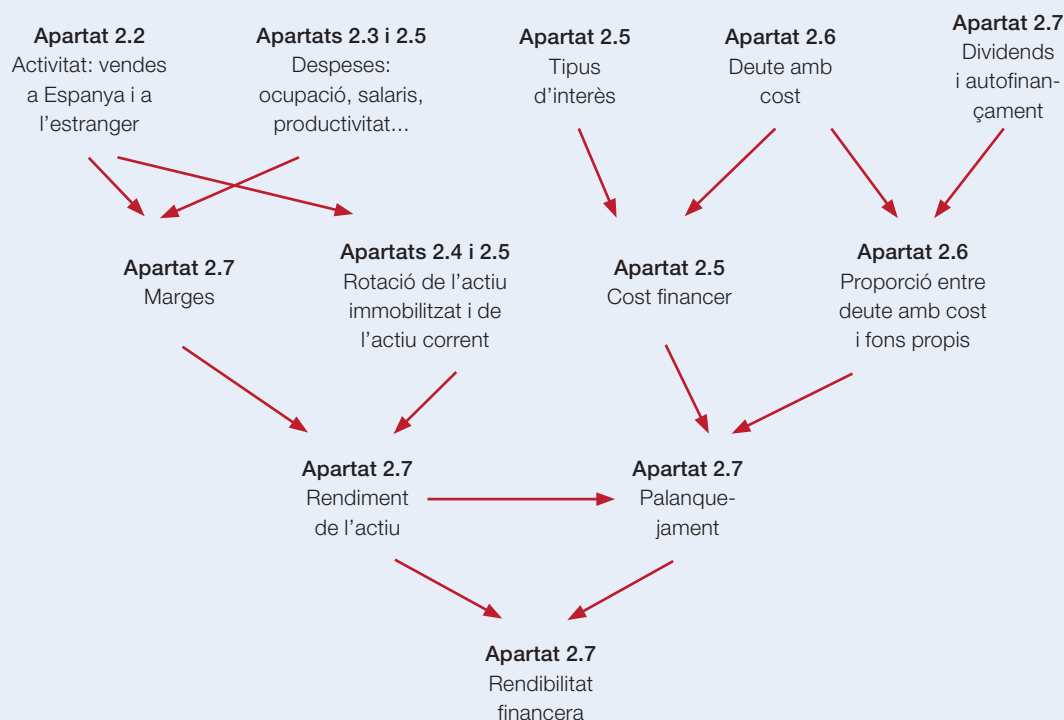 Apartat 2.2
Activitat: vendes
a Espanya i a
l'estranger
Apartats 2.3 i 2.5
Despeses:
ocupació, salaris,
productivitat...
Apartat 2.5
Tipus
d'interès
Apartat 2.6
Deute amb
cost
Apartat 2.7
Dividends
i autofinan-
çament
Apartat 2.7
Marges
Apartats 2.4 i 2.5
Rotació de l'actiu
immobilitzat i de
l'actiu corrent
Apartat 2.5
Cost financer
Apartat 2.6
Proporció entre
deute amb cost
i fons propis
Apartat 2.7
Rendiment
de l'actiu
Apartat 2.7
Palanque-
jament
Apartat 2.7
Rendibilitat
financera